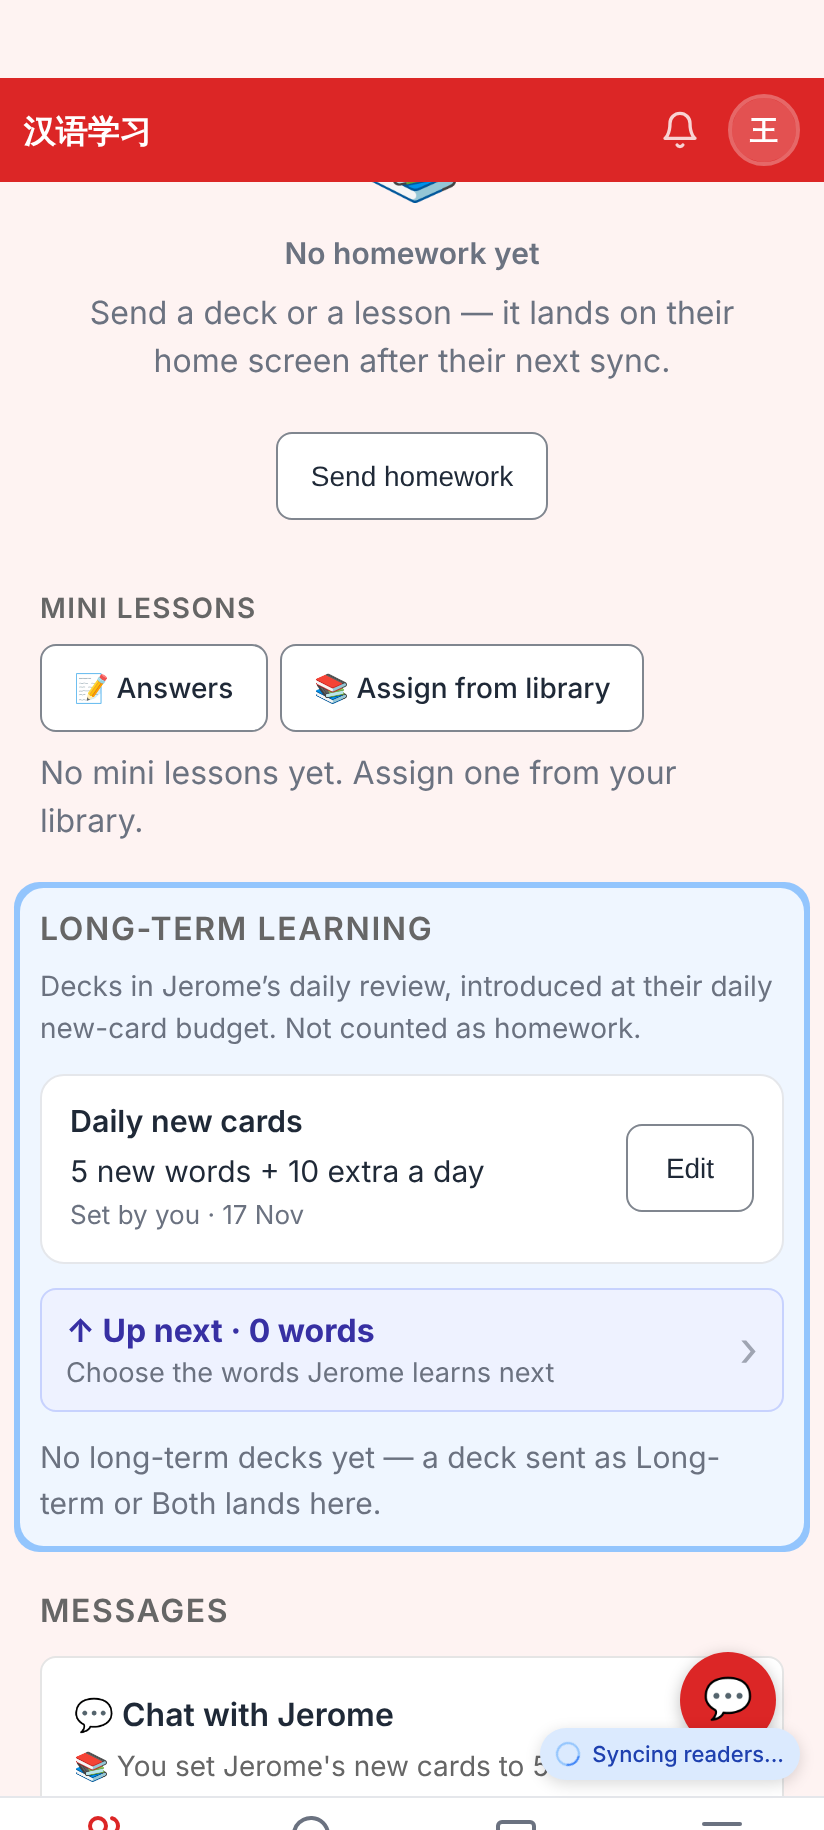 汉语学习
王
No homework yet
Send a deck or a lesson — it lands on their
home screen after their next sync.
Send homework
MINI LESSONS
📝 Answers
📚 Assign from library
No mini lessons yet. Assign one from your
library.
LONG-TERM LEARNING
Decks in Jerome’s daily review, introduced at their daily
new-card budget. Not counted as homework.
Daily new cards
5 new words + 10 extra a day
Set by you · 17 Nov
Edit
↑ Up next · 0 words
Choose the words Jerome learns next
›
No long-term decks yet — a deck sent as Long-
term or Both lands here.
MESSAGES
💬 Chat with Jerome
📚 You set Jerome's new cards to 5
Syncing readers...